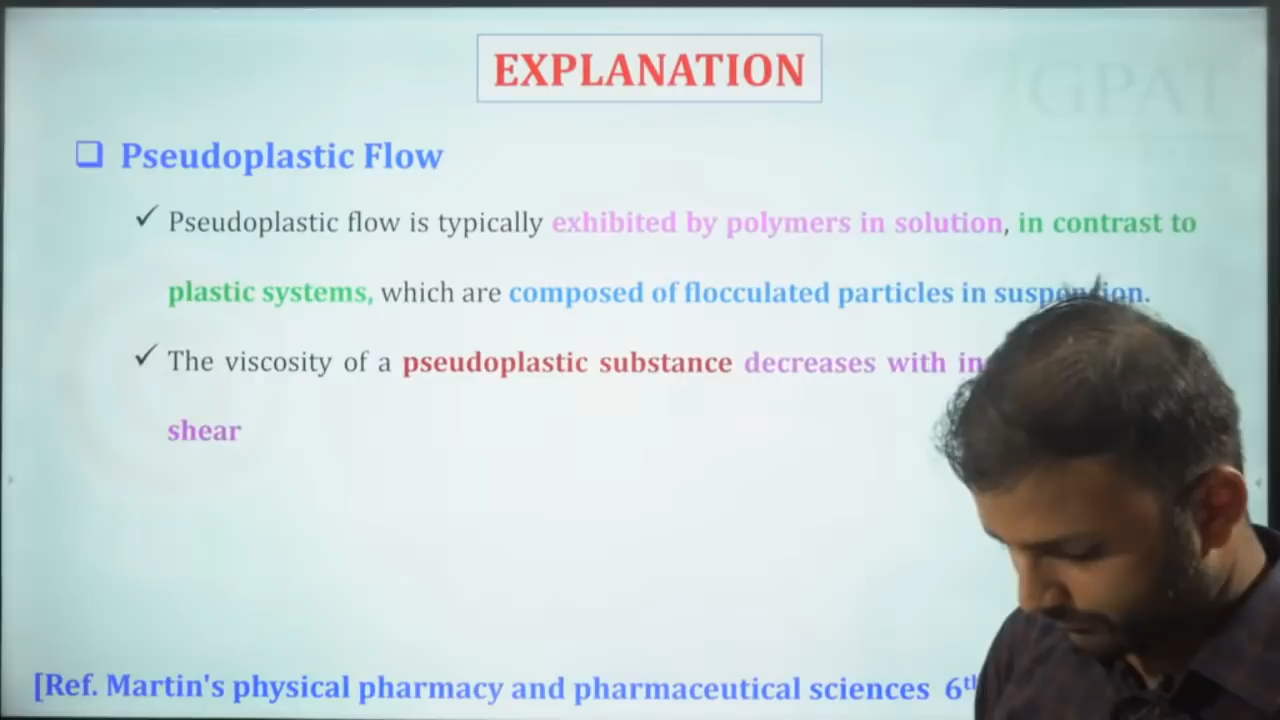 GPAT
EXPLANATION
❑ Pseudoplastic Flow
✓ Pseudoplastic flow is typically exhibited by polymers in solution, in contrast to
plastic systems, which are composed of flocculated particles in suspension.
✓ The viscosity of a pseudoplastic substance decreases with
shear
[Ref. Martin's physical pharmacy and pharmaceutical sciences 6th